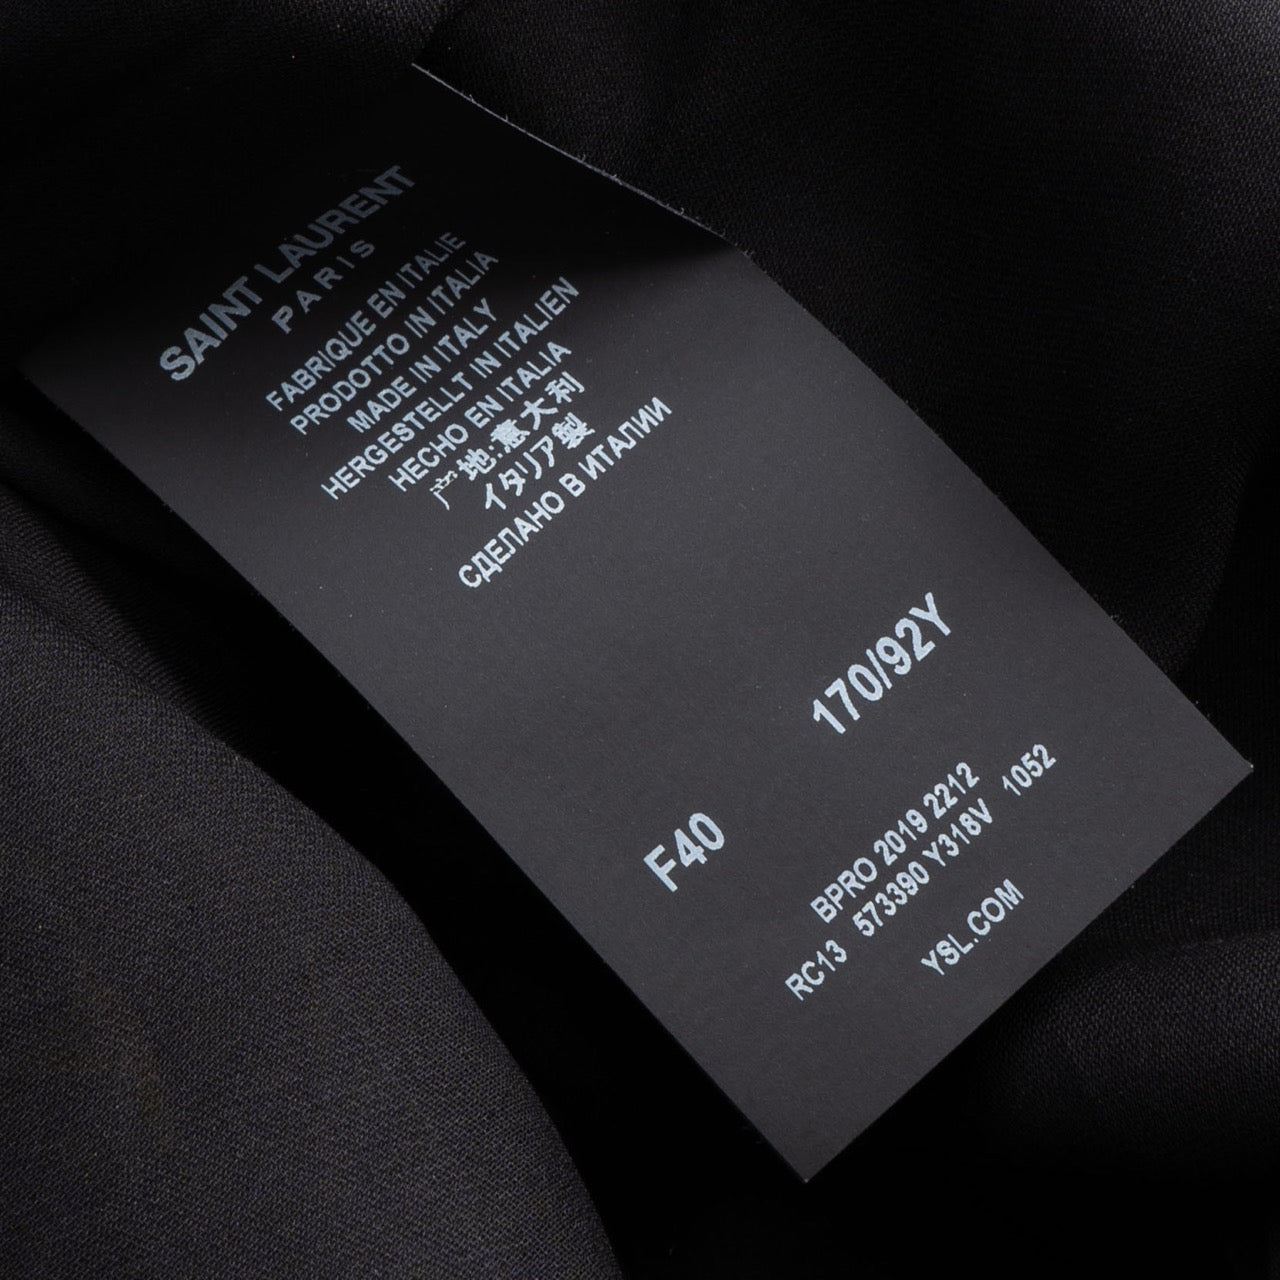 SAINT LAURENT
PARIS
FABRIQUE EN ITALIE
PRODOTTO IN ITALIA
MADE IN ITALY
HERGESTELLT IN ITALIEN
HECHO EN ITALIA
产地:意大利
イタリア製
СДЕЛАНО В ИТАЛИИ
170/92Y
F40
BPRO 2019 2212
RC13 573390 Y318V 1052
YSL.COM